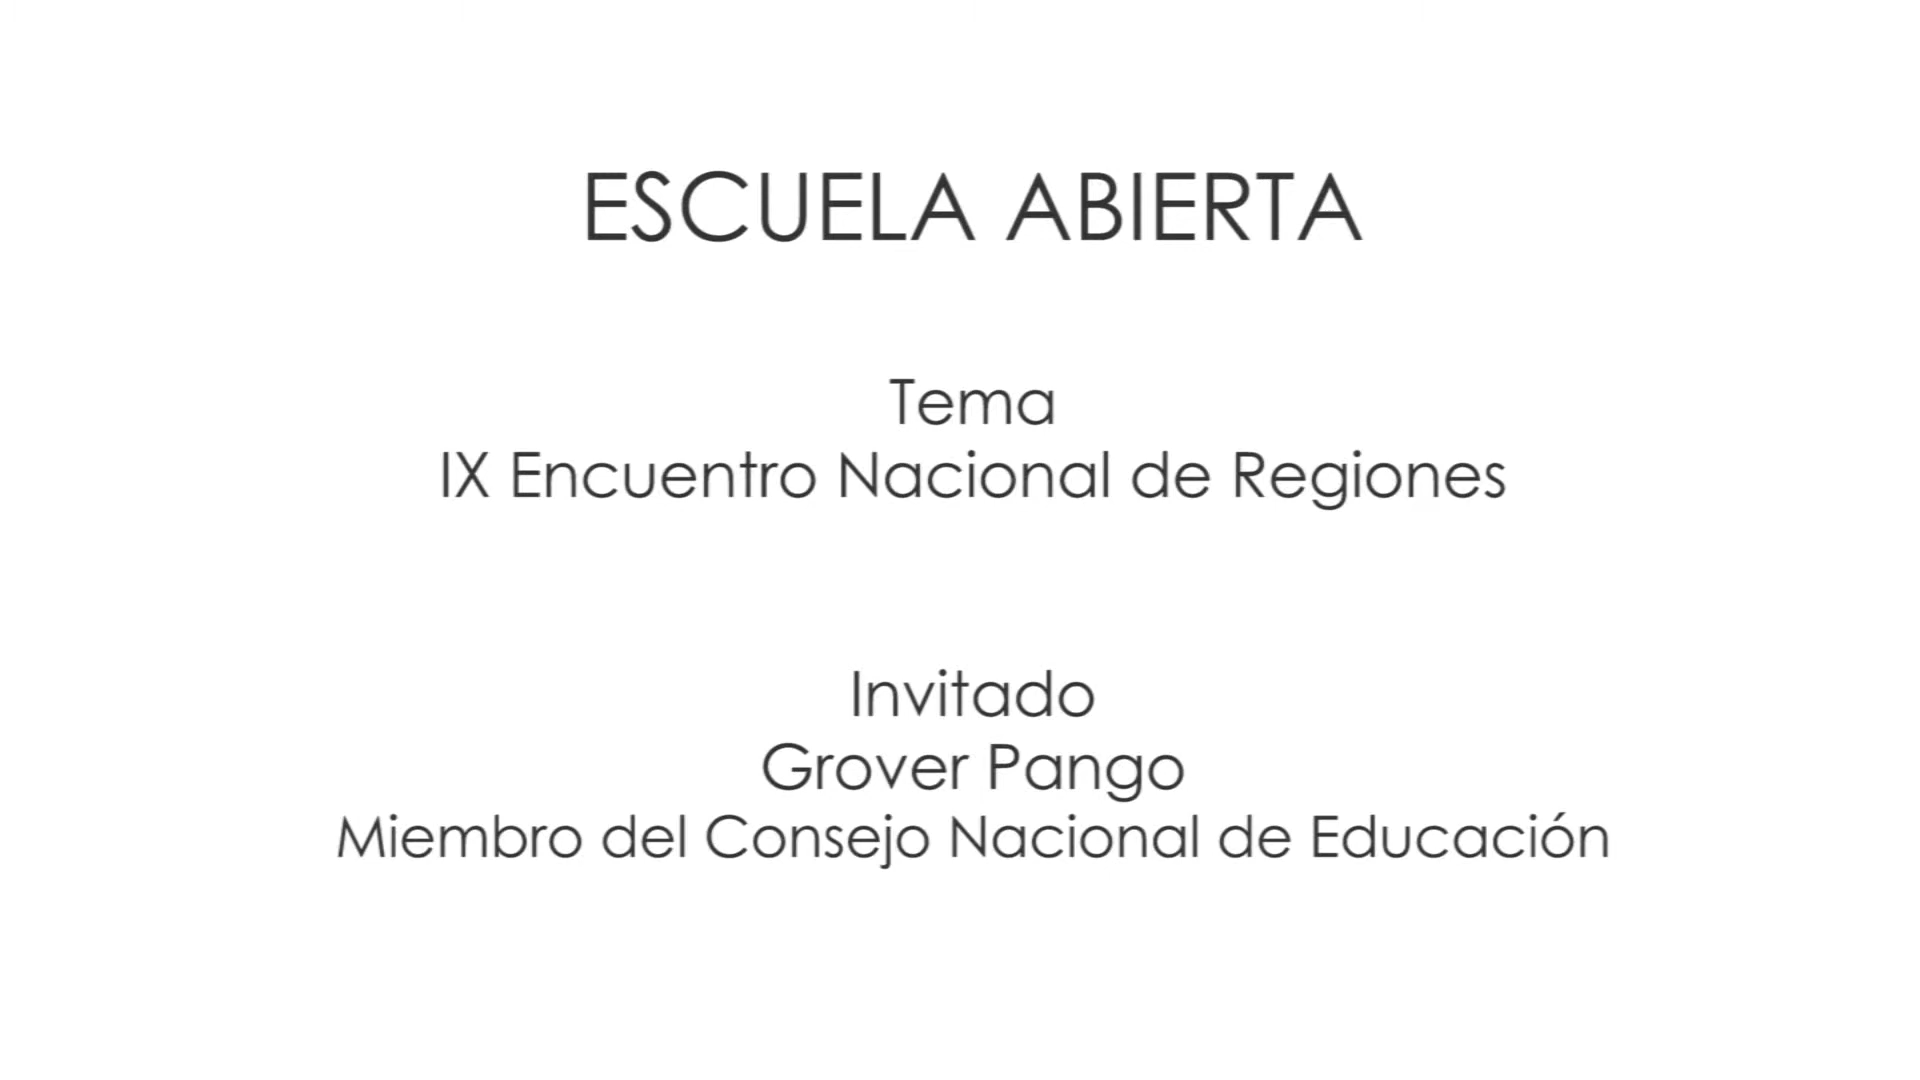 ESCUELA ABIERTA
Tema
IX Encuentro Nacional de Regiones
Invitado
Grover Pango
Miembro del Consejo Nacional de Educación